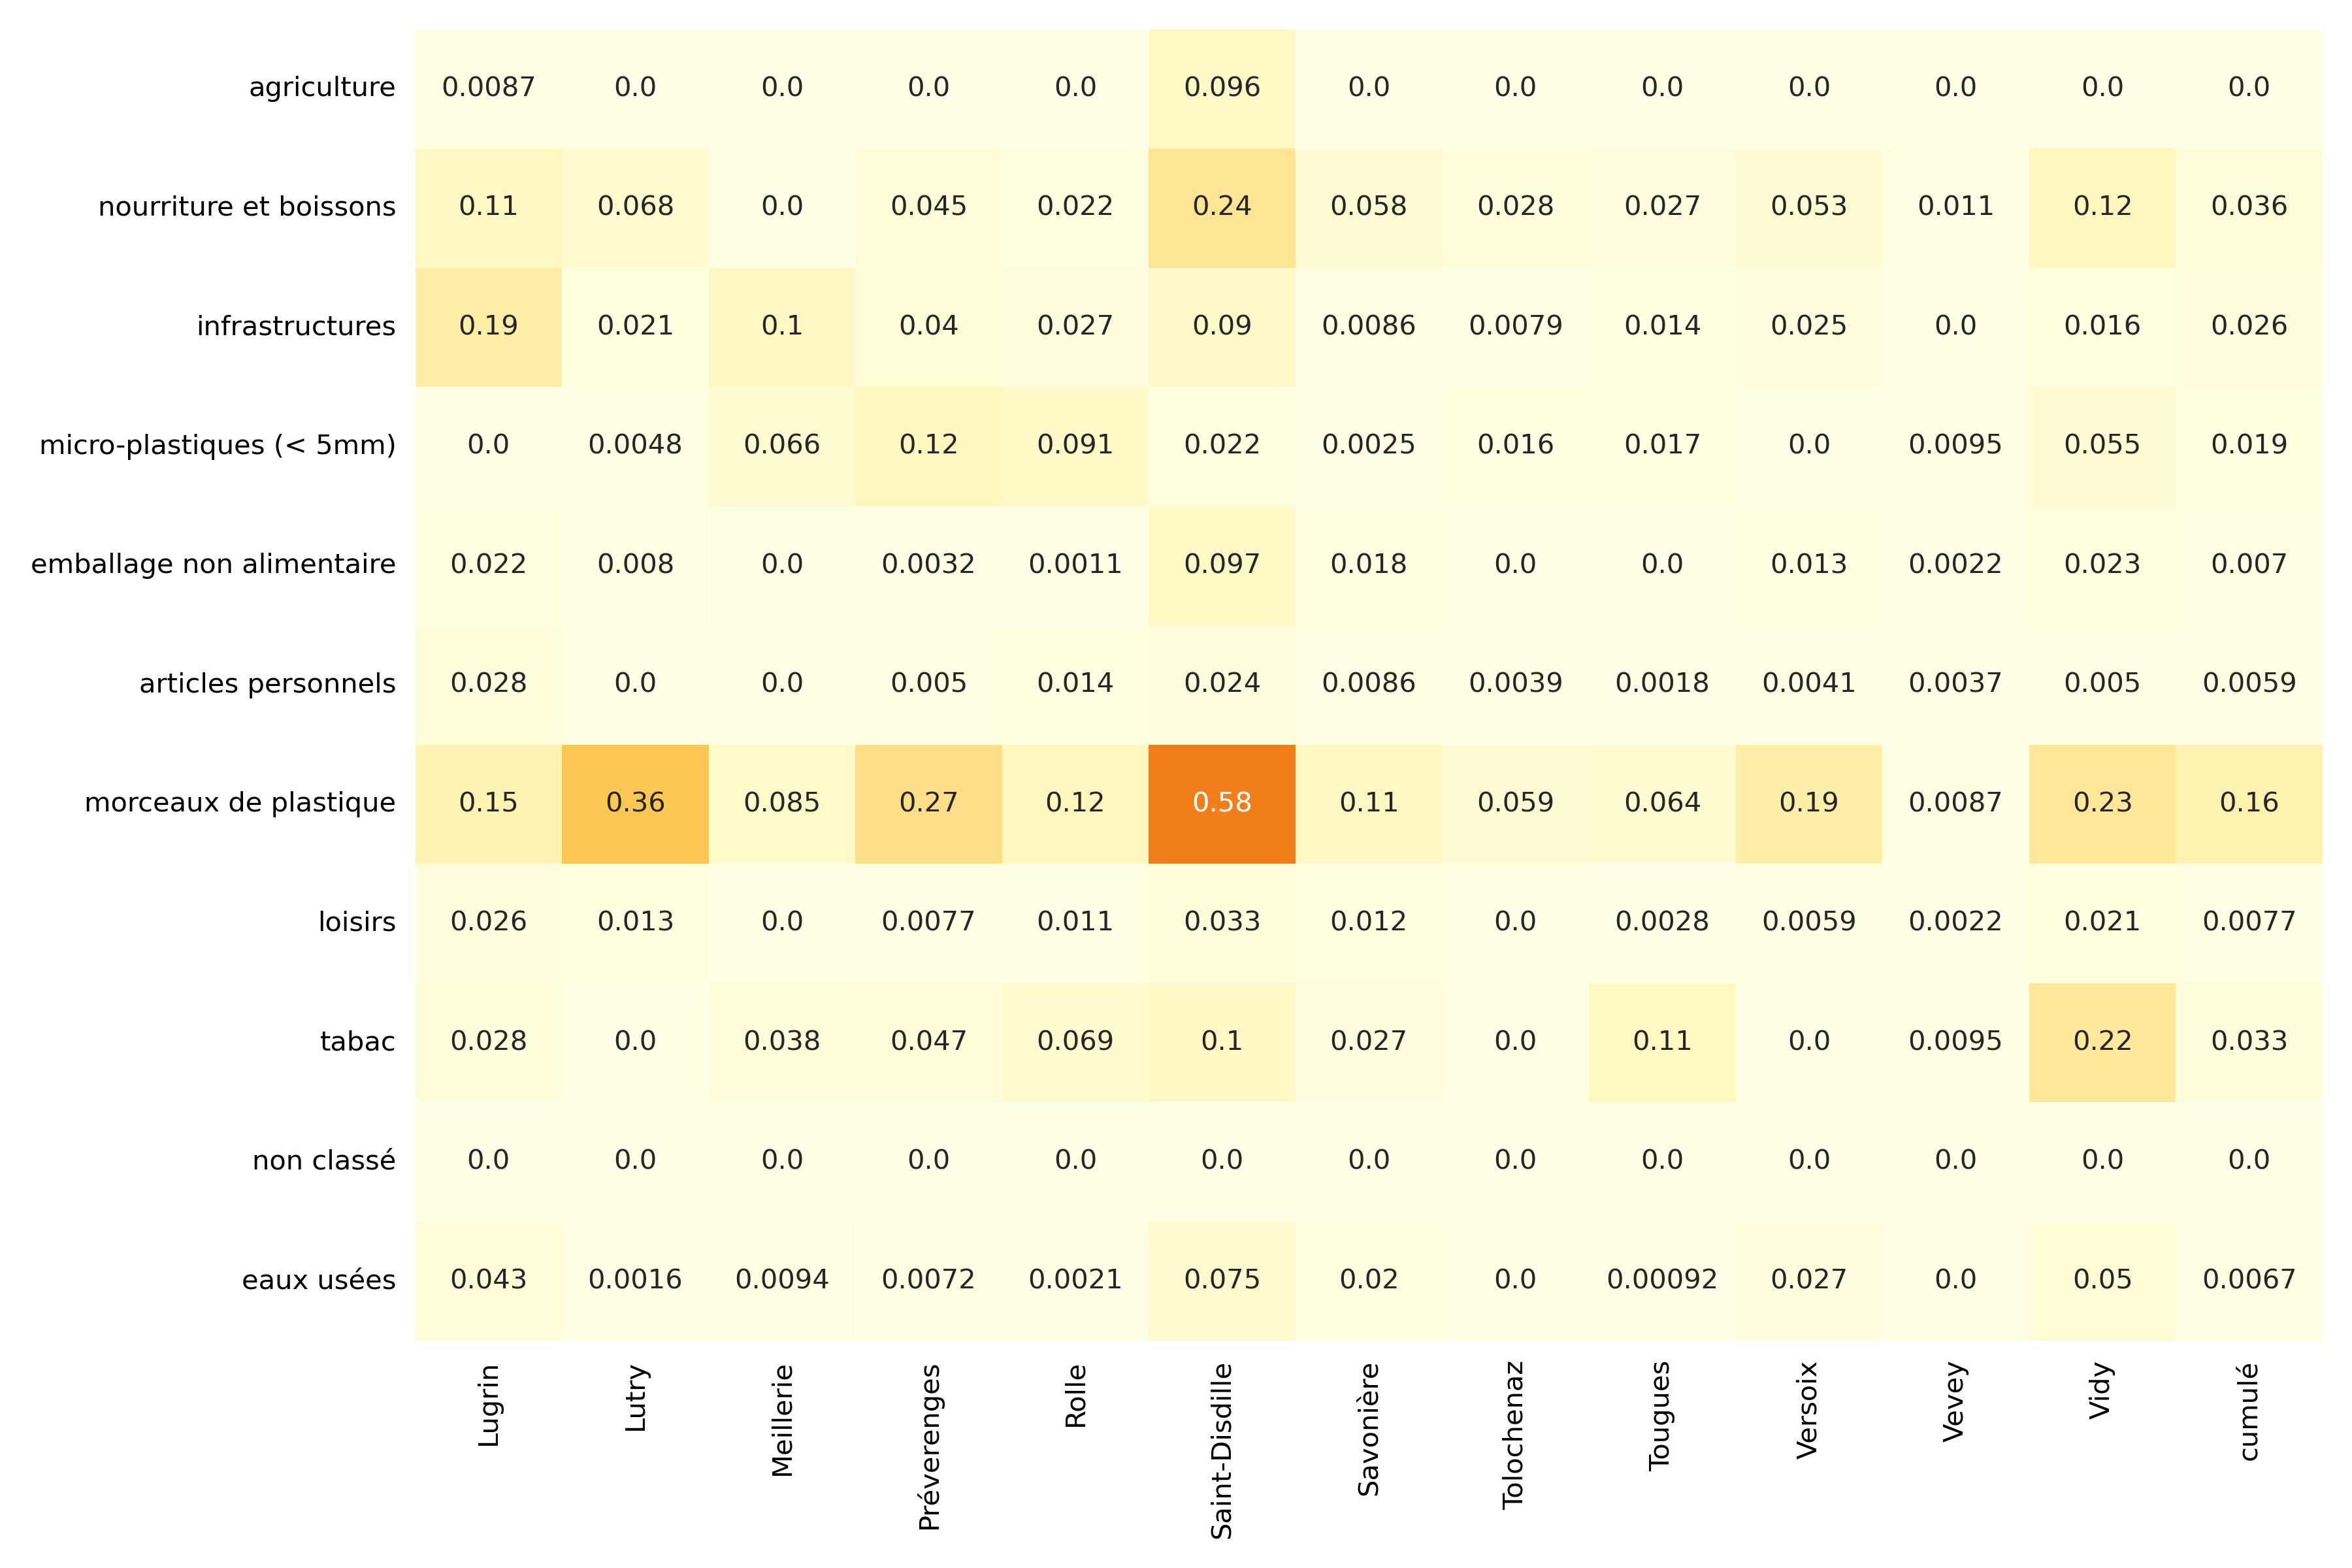 agriculture 0.0087 0.0 0.0 0.0 0.0 0.096 0.0 0.0 0.0 0.0 0.0 0.0 0.0
nourriture et boissons 0.11 0.068 0.0 0.045 0.022 0.24 0.058 0.028 0.027 0.053 0.011 0.12 0.036
infrastructures 0.19 0.021 0.1 0.04 0.027 0.09 0.0086 0.0079 0.014 0.025 0.0 0.016 0.026
micro-plastiques (< 5mm) 0.0 0.0048 0.066 0.12 0.091 0.022 0.0025 0.016 0.017 0.0 0.0095 0.055 0.019
emballage non alimentaire 0.022 0.008 0.0 0.0032 0.0011 0.097 0.018 0.0 0.0 0.013 0.0022 0.023 0.007
articles personnels 0.028 0.0 0.0 0.005 0.014 0.024 0.0086 0.0039 0.0018 0.0041 0.0037 0.005 0.0059
morceaux de plastique 0.15 0.36 0.085 0.27 0.12 0.58 0.11 0.059 0.064 0.19 0.0087 0.23 0.16
loisirs 0.026 0.013 0.0 0.0077 0.011 0.033 0.012 0.0 0.0028 0.0059 0.0022 0.021 0.0077
tabac 0.028 0.0 0.038 0.047 0.069 0.1 0.027 0.0 0.11 0.0 0.0095 0.22 0.033
non classé 0.0 0.0 0.0 0.0 0.0 0.0 0.0 0.0 0.0 0.0 0.0 0.0 0.0
eaux usées 0.043 0.0016 0.0094 0.0072 0.0021 0.075 0.02 0.0 0.00092 0.027 0.0 0.05 0.0067
Lugrin
Lutry
Meillerie
Préverenges
Rolle
Saint-Disdille
Savonière
Tolochenaz
Tougues
Versoix
Vevey
Vidy
cumulé